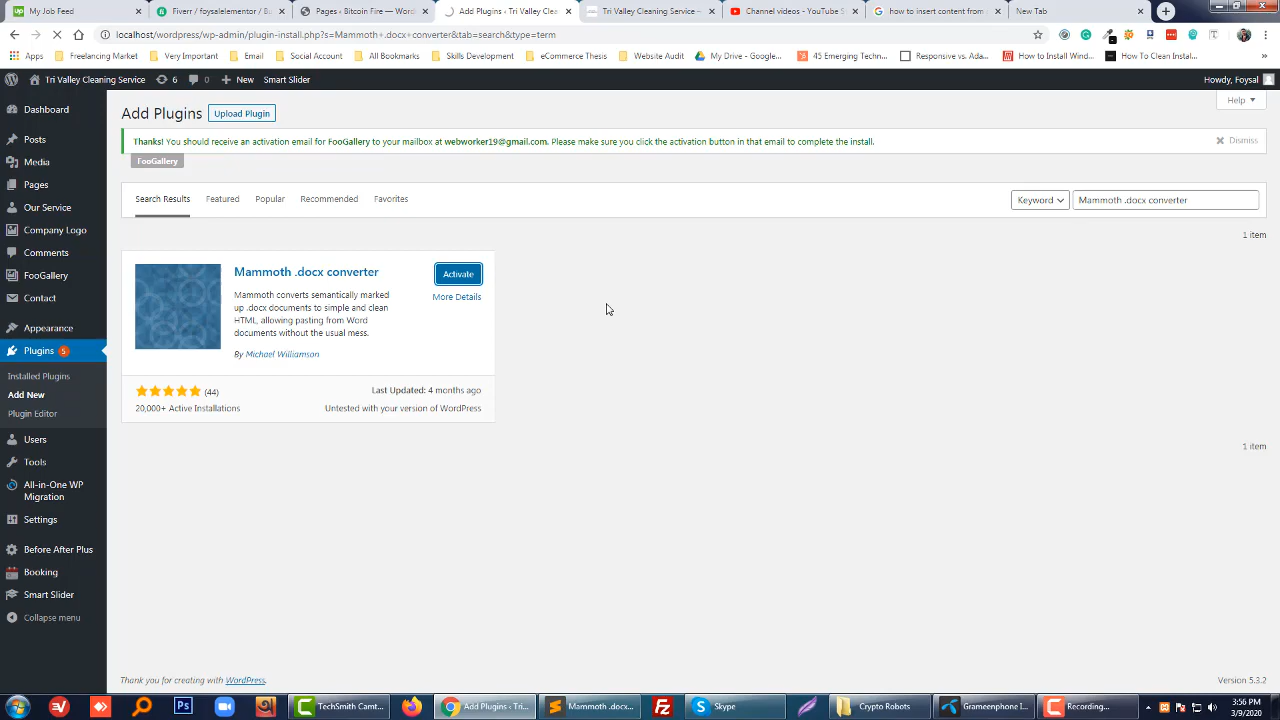 My Job Feed
Fiverr / foysalelementor / Bu
Pages ‹ Bitcoin Fire — Wordp
Add Plugins ‹ Tri Valley Clea
Tri Valley Cleaning Service –
Channel videos - YouTube S
how to insert content from
New Tab
localhost/wordpress/wp-admin/plugin-install.php?s=Mammoth+.docx+converter&tab=search&type=term
Freelancing Market
Very Important
Email
Social Account
All Bookmarks
Skills Development
eCommerce Thesis
Website Audit
My Drive - Google...
45 Emerging Techn...
Responsive vs. Ada...
How to Install Wind...
How To Clean Instal...
Tri Valley Cleaning Service
6
0
New
Smart Slider
Howdy, Foysal
Dashboard
Posts
Media
Pages
Our Service
Company Logo
Comments
FooGallery
Contact
Appearance
Plugins 5
Installed Plugins
Add New
Plugin Editor
Users
Tools
All-in-One WP
Migration
Settings
Before After Plus
Booking
Smart Slider
Collapse menu
Add Plugins
Upload Plugin
Help
Thanks! You should receive an activation email for FooGallery to your mailbox at webworker19@gmail.com. Please make sure you click the activation button in that email to complete the install.
Dismiss
FooGallery
Search Results
Featured
Popular
Recommended
Favorites
Keyword
Mammoth .docx converter
1 item
Mammoth .docx converter
Activate
More Details
Mammoth converts semantically marked
up .docx documents to simple and clean
HTML, allowing pasting from Word
documents without the usual mess.
By Michael Williamson
(44)
Last Updated: 4 months ago
20,000+ Active Installations
Untested with your version of WordPress
1 item
Thank you for creating with WordPress.
Version 5.3.2
TechSmith Camt...
Add Plugins ‹ Tri...
Mammoth .docx...
Skype
Crypto Robots
Grameenphone I...
Recording...
3:56 PM
3/9/2020